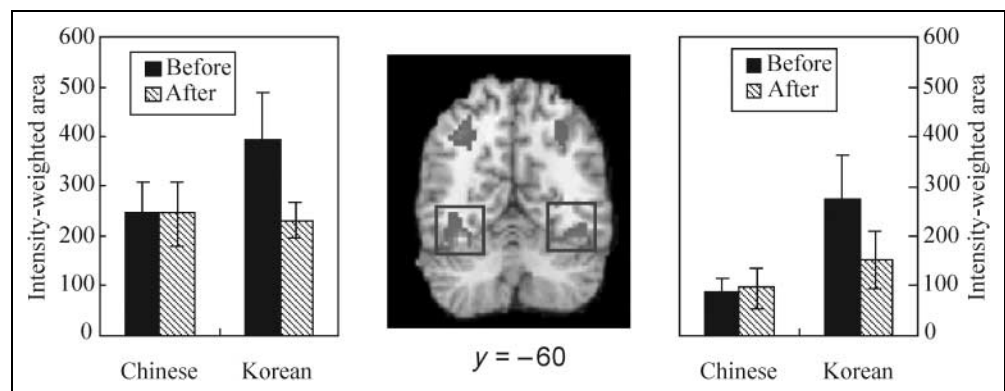 Intensity-weighted area
600
500
400
300
200
100
0
Before
After
Chinese
Korean
y = −60
Before
After
Chinese
Korean
600
500
400
300
200
100
0
Intensity-weighted area